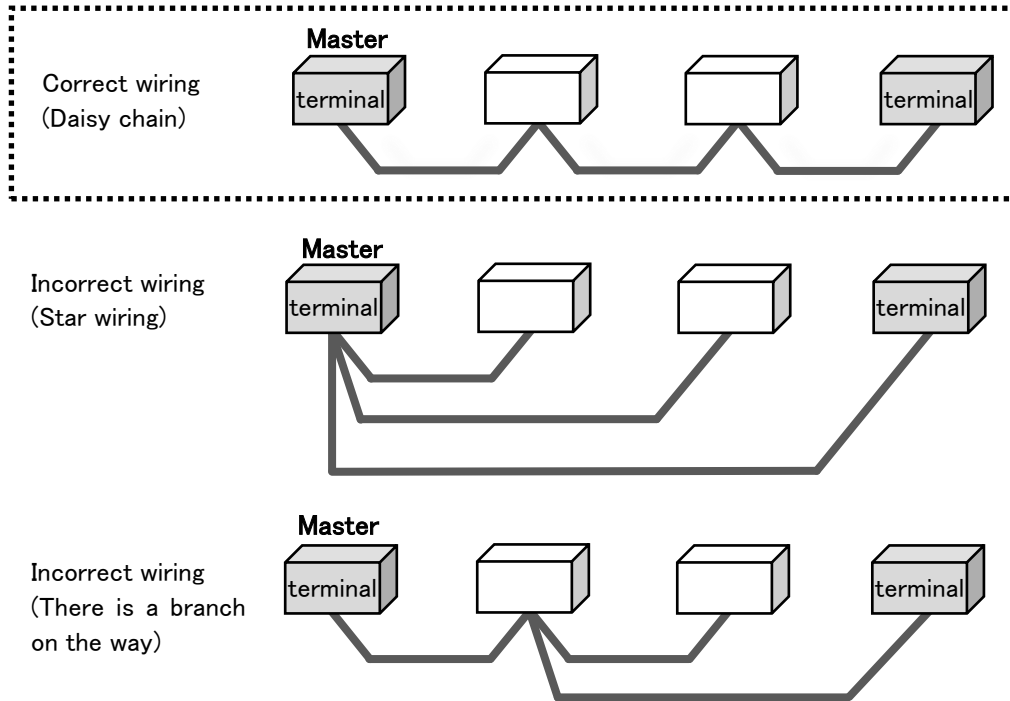 Master
Correct wiring
(Daisy chain)
terminal
terminal
Master
Incorrect wiring
(Star wiring)
terminal
terminal
Master
Incorrect wiring
(There is a branch
on the way)
terminal
terminal